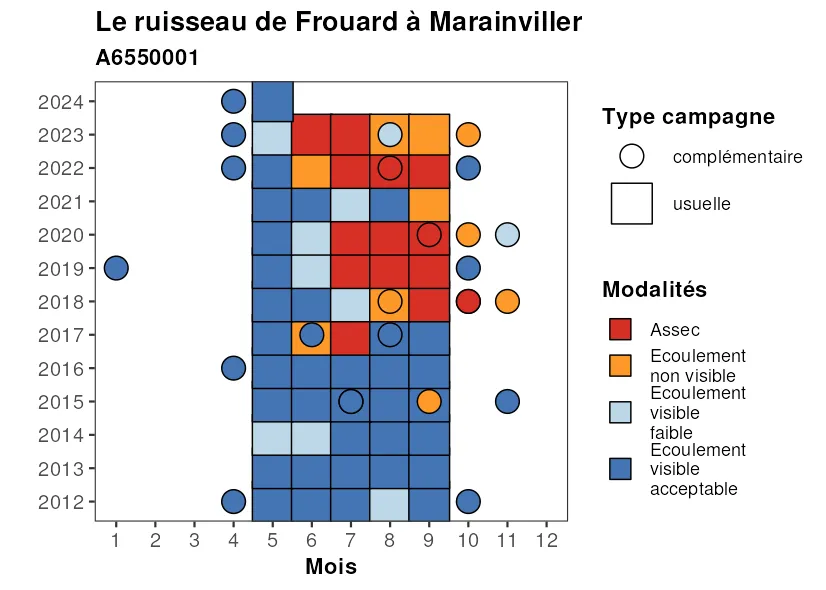 Le ruisseau de Frouard à Marainviller
A6550001
2024
2023
2022
2021
2020
2019
2018
2017
2016
2015
2014
2013
2012
1 2 3 4 5 6 7 8 9 10 11 12
Mois
Type campagne
complémentaire
usuelle
Modalités
Assec
Ecoulement
non visible
Ecoulement
visible
faible
Ecoulement
visible
acceptable